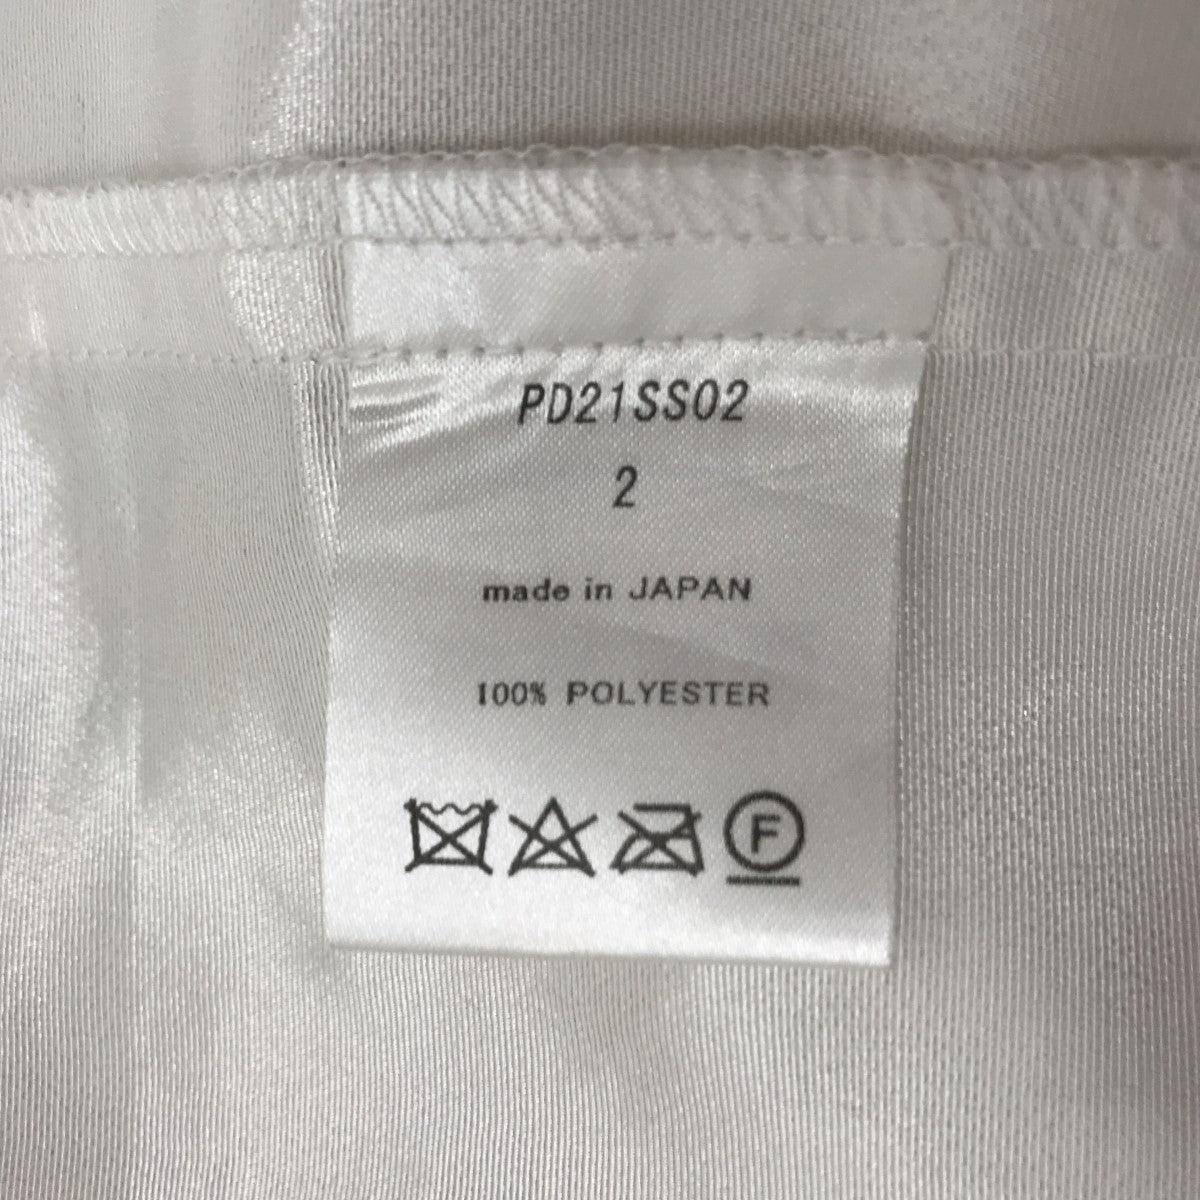 PD21SS02
2
made in JAPAN
100% POLYESTER
F